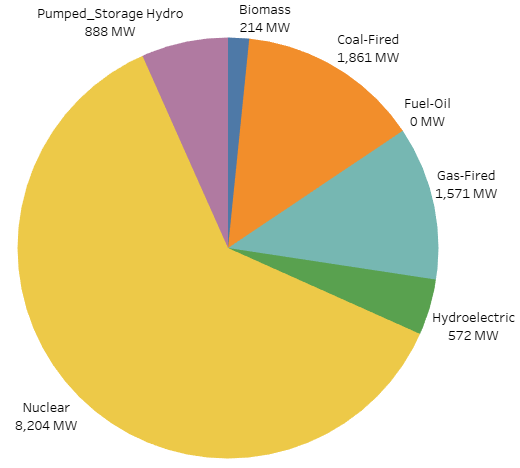 Pumped_Storage Hydro
888 MW
Biomass
214 MW
Coal-Fired
1,861 MW
Fuel-Oil
0 MW
Gas-Fired
1,571 MW
Hydroelectric
572 MW
Nuclear
8,204 MW